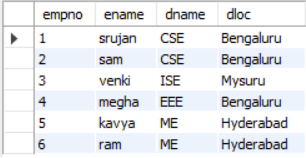 empno ename dname dloc
1 srujan CSE Bengaluru
2 sam CSE Bengaluru
3 venki ISE Mysuru
4 megha EEE Bengaluru
5 kavya ME Hyderabad
6 ram ME Hyderabad